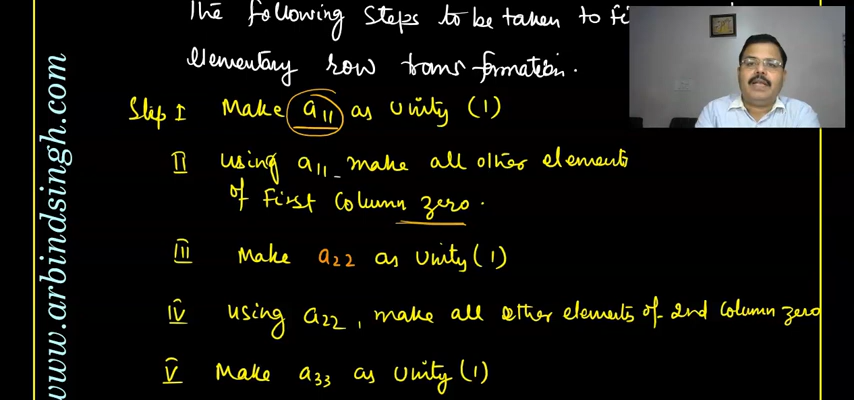 The following steps to be taken to fi
elementary row transformation.
Step I Make a11 as unity (1)
II using a11 make all other elements
of First column zero.
III Make a22 as unity (1)
IV using a22, make all other elements of 2nd column zero
V Make a33 as unity (1)
www.arbindsingh.com